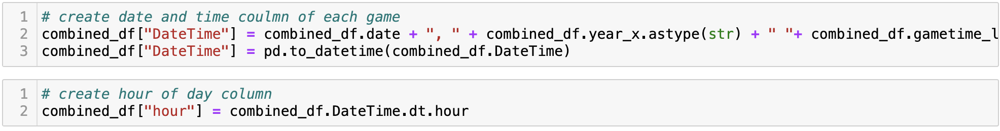 1 # create date and time coulmn of each game
2 combined_df["DateTime"] = combined_df.date + ", " + combined_df.year_x.astype(str) + " "+ combined_df.gametime_l
3 combined_df["DateTime"] = pd.to_datetime(combined_df.DateTime)
1 # create hour of day column
2 combined_df["hour"] = combined_df.DateTime.dt.hour